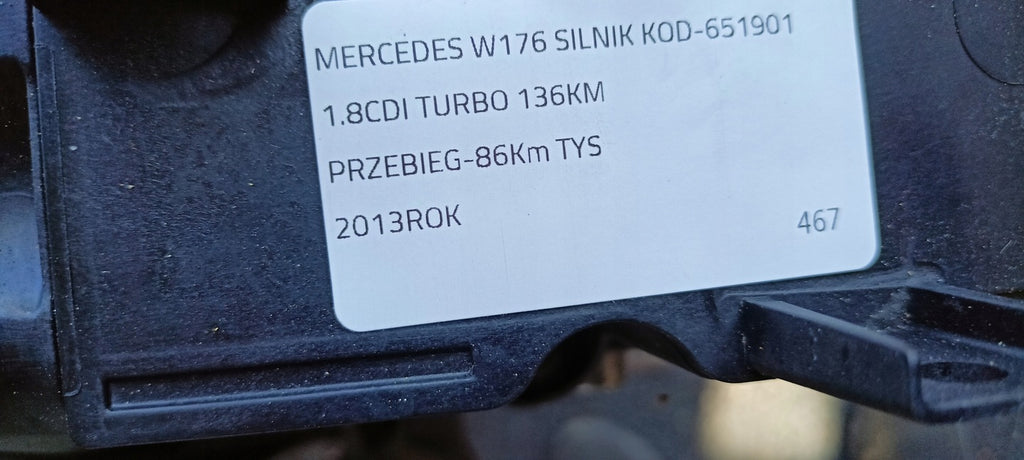 MERCEDES W176 SILNIK KOD-651901
1.8CDI TURBO 136KM
PRZEBIEG-86Km TYS
2013ROK
467